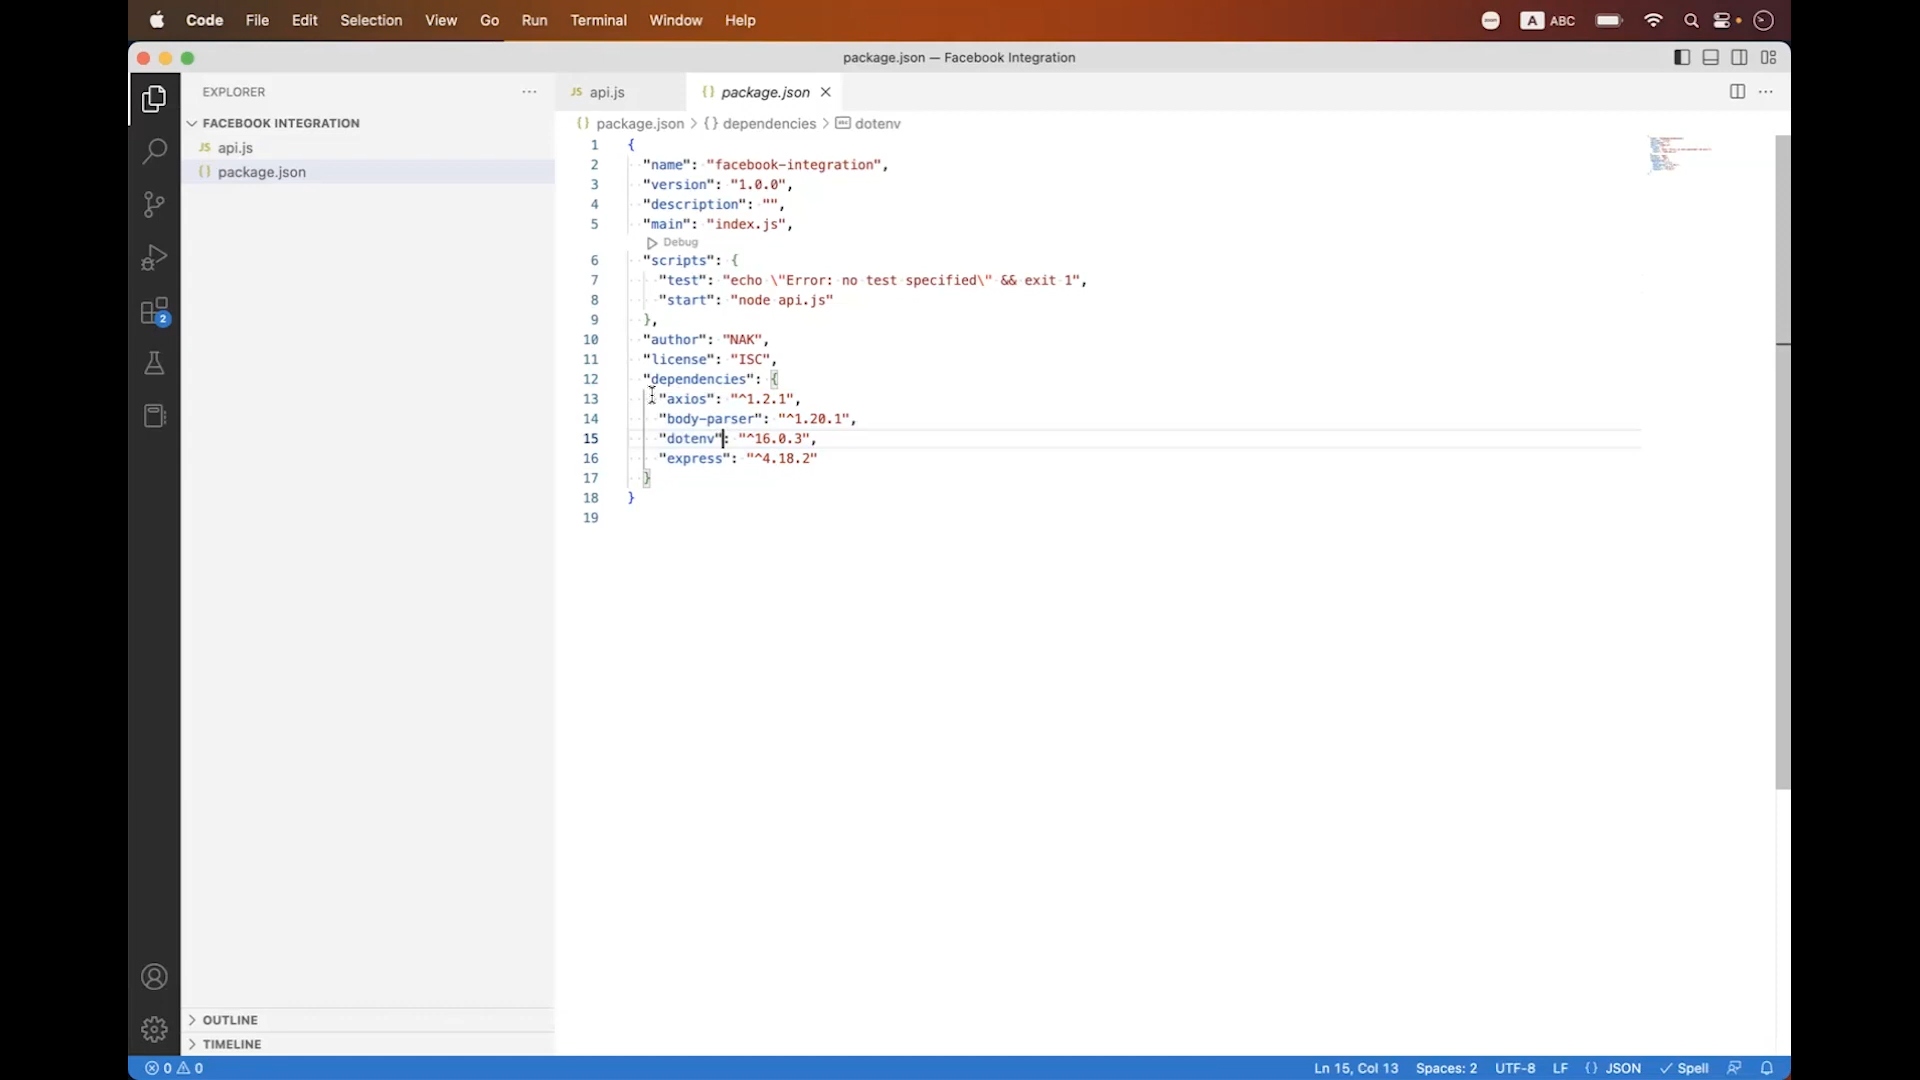 Code File Edit Selection View Go Run Terminal Window Help
A ABC
package.json — Facebook Integration
EXPLORER
JS api.js
{} package.json
FACEBOOK INTEGRATION
package.json > {} dependencies > dotenv
JS api.js
{} package.json
1 {
2 "name": "facebook-integration",
3 "version": "1.0.0",
4 "description": "",
5 "main": "index.js",
Debug
6 "scripts": {
7 "test": "echo \"Error: no test specified\" && exit 1",
8 "start": "node api.js"
9 },
10 "author": "NAK",
11 "license": "ISC",
12 "dependencies": {
13 "axios": "^1.2.1",
14 "body-parser": "^1.20.1",
15 "dotenv": "^16.0.3",
16 "express": "^4.18.2"
17 }
18 }
19
2
OUTLINE
TIMELINE
0 0
Ln 15, Col 13 Spaces: 2 UTF-8 LF {} JSON Spell